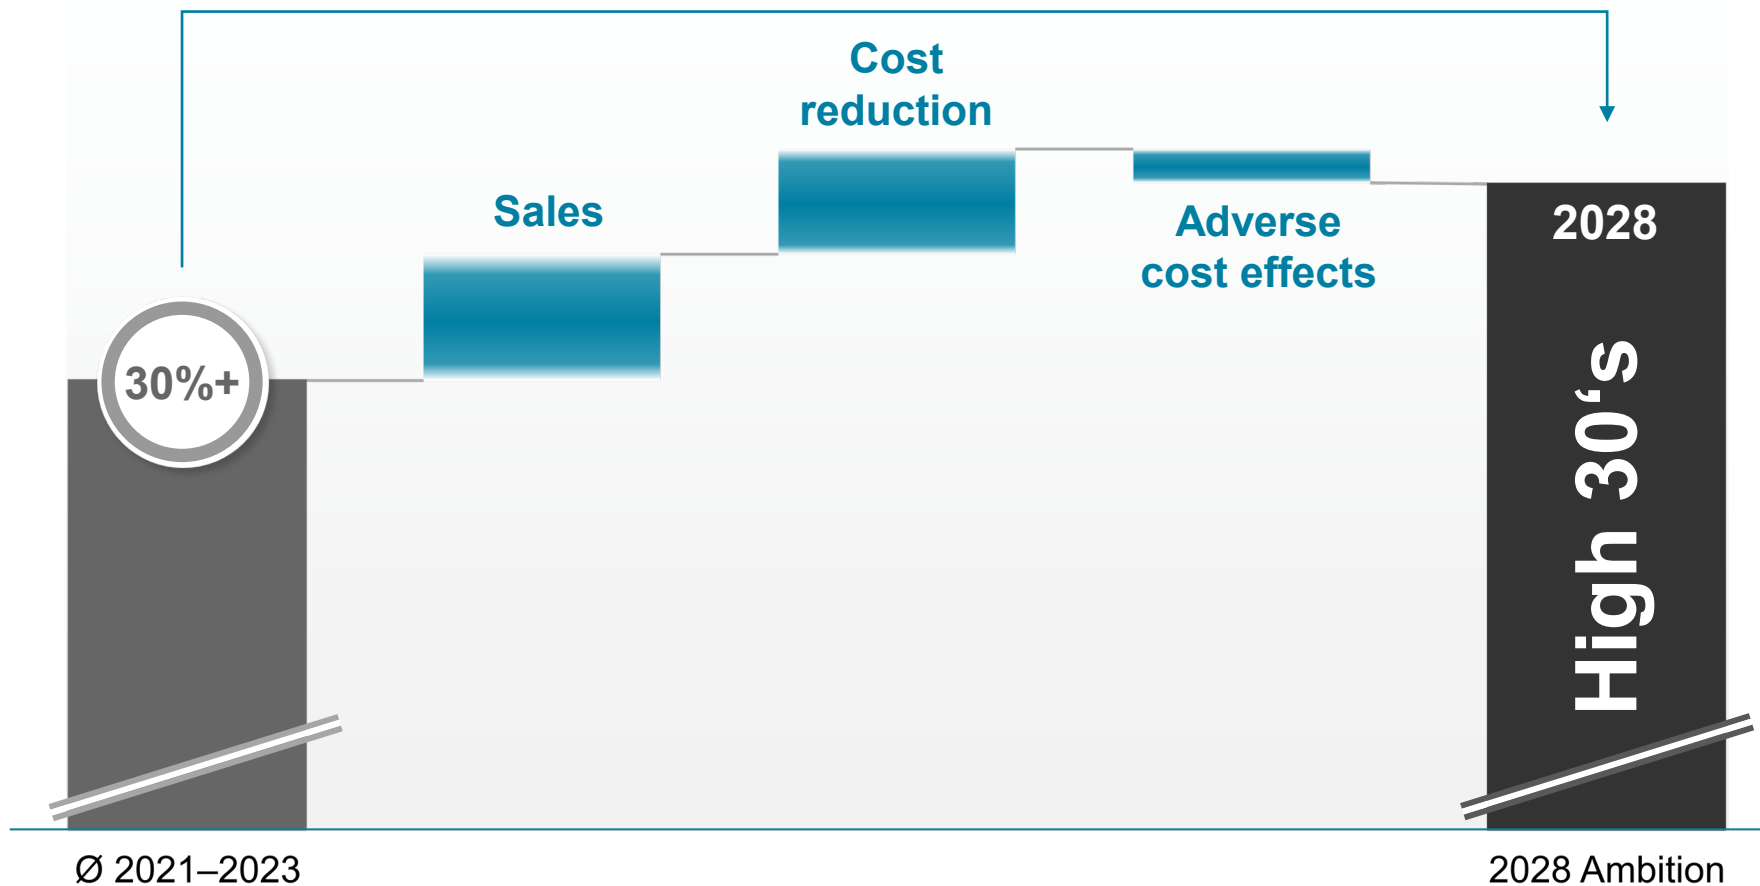 Cost
reduction
Sales
Adverse
cost effects
2028
30%+
High 30‘s
Ø 2021–2023
2028 Ambition